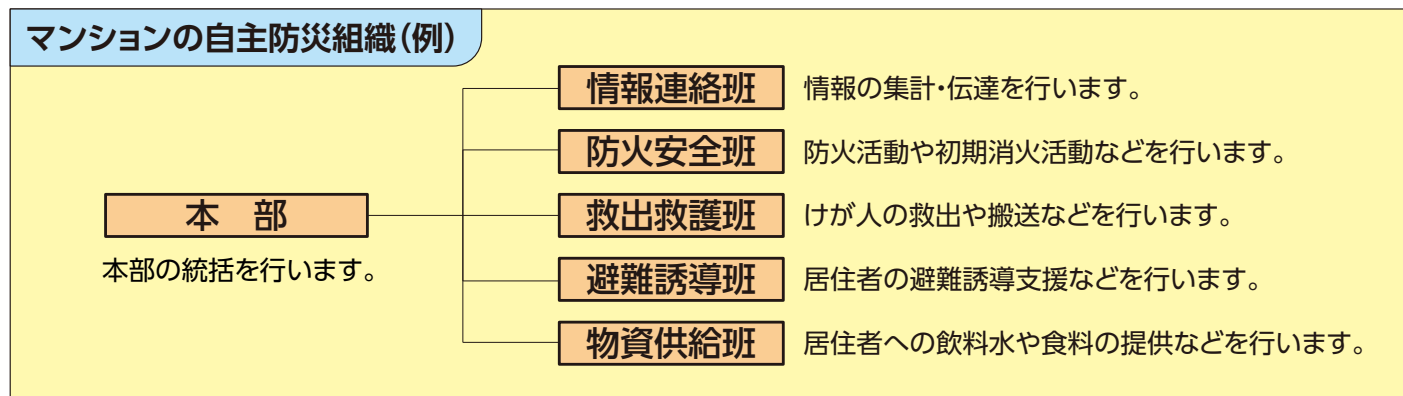 マンションの自主防災組織(例)
情報連絡班 情報の集計・伝達を行います。
防火安全班 防火活動や初期消火活動などを行います。
本 部 救出救護班 けが人の救出や搬送などを行います。
本部の統括を行います。
避難誘導班 居住者の避難誘導支援などを行います。
物資供給班 居住者への飲料水や食料の提供などを行います。